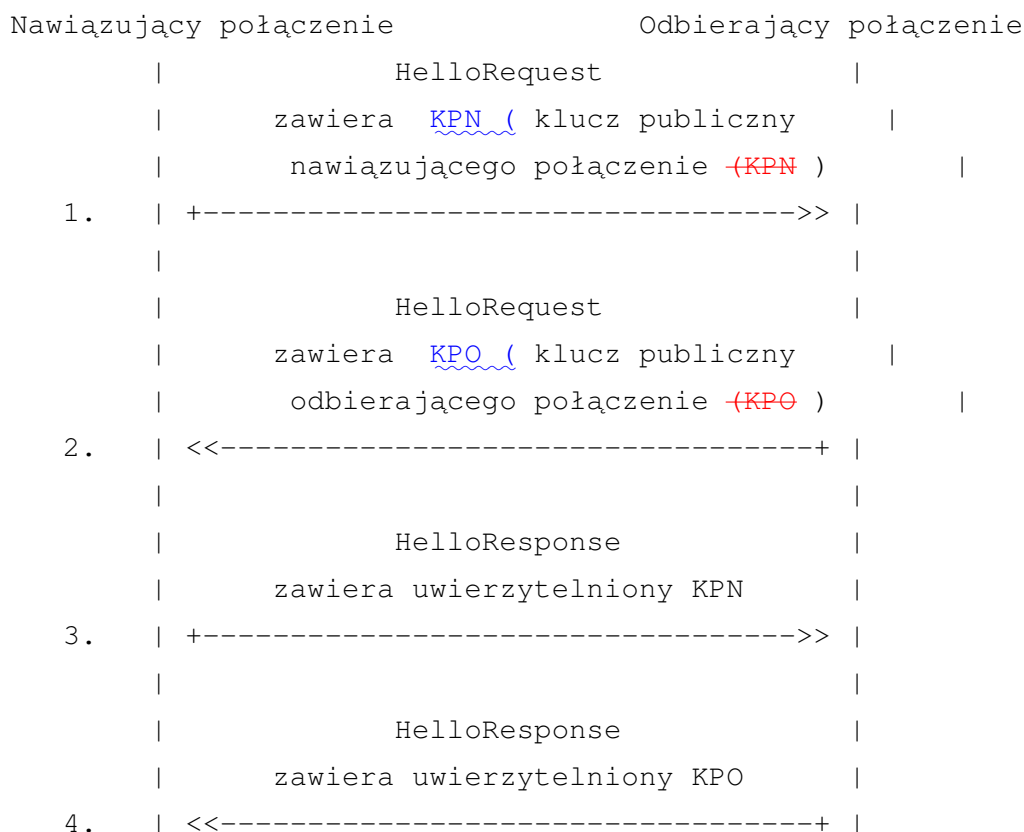 Nawiązujący połączenie Odbierający połączenie
| HelloRequest |
| zawiera KPN ( klucz publiczny |
| nawiązującego połączenie (KPN ) |
1. | +---------------------------------->> |
| |
| HelloRequest |
| zawiera KPO ( klucz publiczny |
| odbierającego połączenie (KPO ) |
2. | <<----------------------------------+ |
| |
| HelloResponse |
| zawiera uwierzytelniony KPN |
3. | +---------------------------------->> |
| |
| HelloResponse |
| zawiera uwierzytelniony KPO |
4. | <<----------------------------------+ |